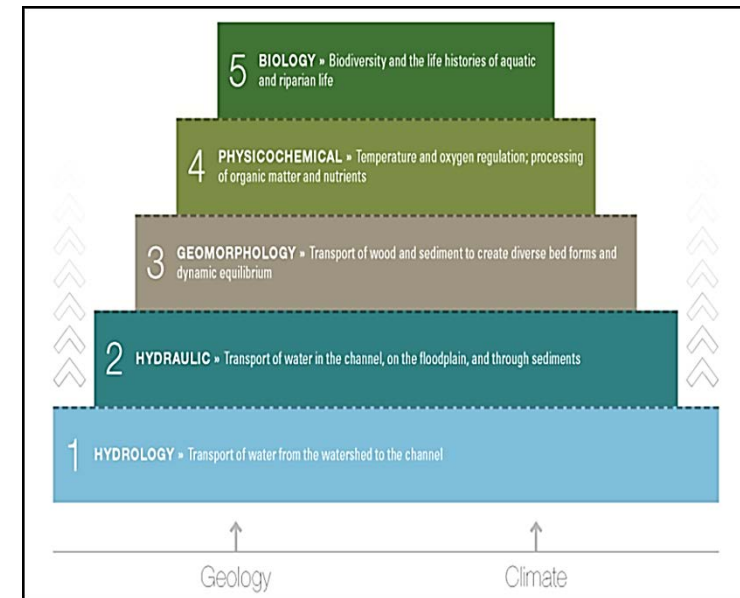 5 BIOLOGY » Biodiversity and the life histories of aquatic
and riparian life
4 PHYSICOCHEMICAL » Temperature and oxygen regulation; processing
of organic matter and nutrients
3 GEOMORPHOLOGY » Transport of wood and sediment to create diverse bed forms and
dynamic equilibrium
2 HYDRAULIC » Transport of water in the channel, on the floodplain, and through sediments
1 HYDROLOGY » Transport of water from the watershed to the channel
Geology Climate